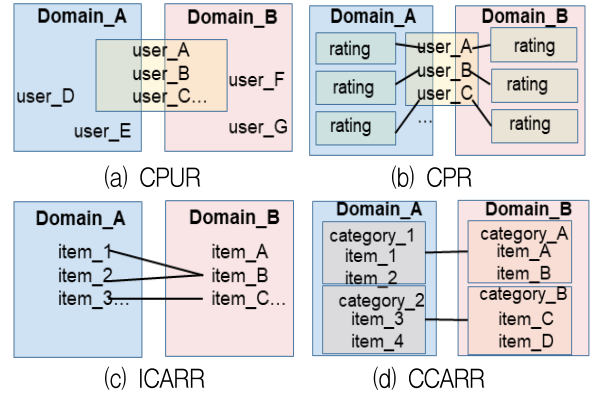 Domain_A Domain_B
user_A
user_B
user_C...
user_D
user_E
user_F
user_G
(a) CPUR
Domain_A Domain_B
rating user_A rating
rating user_B rating
rating user_C rating
...
(b) CPR
Domain_A Domain_B
item_1 item_A
item_2 item_B
item_3... item_C...
(c) ICARR
Domain_A Domain_B
category_1 category_A
item_1 item_A
item_2 item_B
category_2 category_B
item_3 item_C
item_4 item_D
(d) CCARR